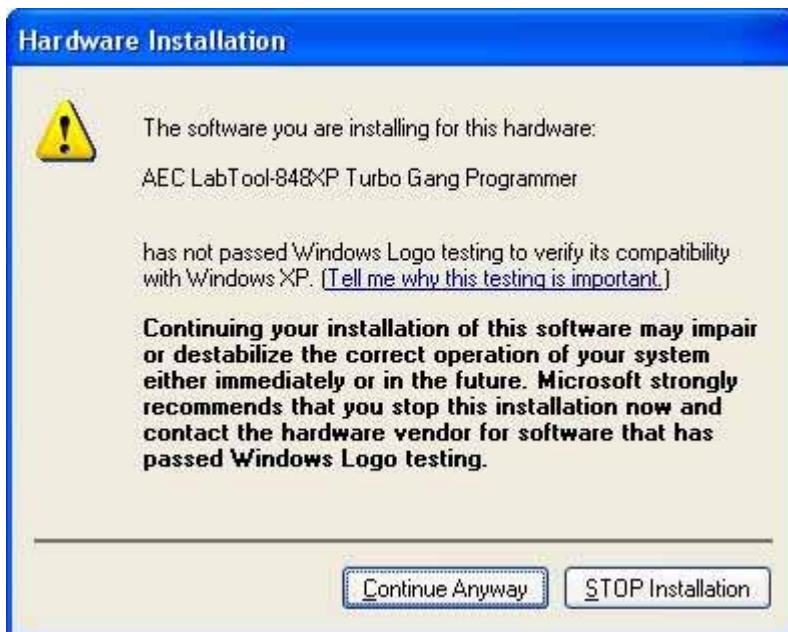 Hardware Installation
The software you are installing for this hardware:
AEC LabTool-848XP Turbo Gang Programmer
has not passed Windows Logo testing to verify its compatibility
with Windows XP. (Tell me why this testing is important.)
Continuing your installation of this software may impair
or destabilize the correct operation of your system
either immediately or in the future. Microsoft strongly
recommends that you stop this installation now and
contact the hardware vendor for software that has
passed Windows Logo testing.
Continue Anyway
STOP Installation